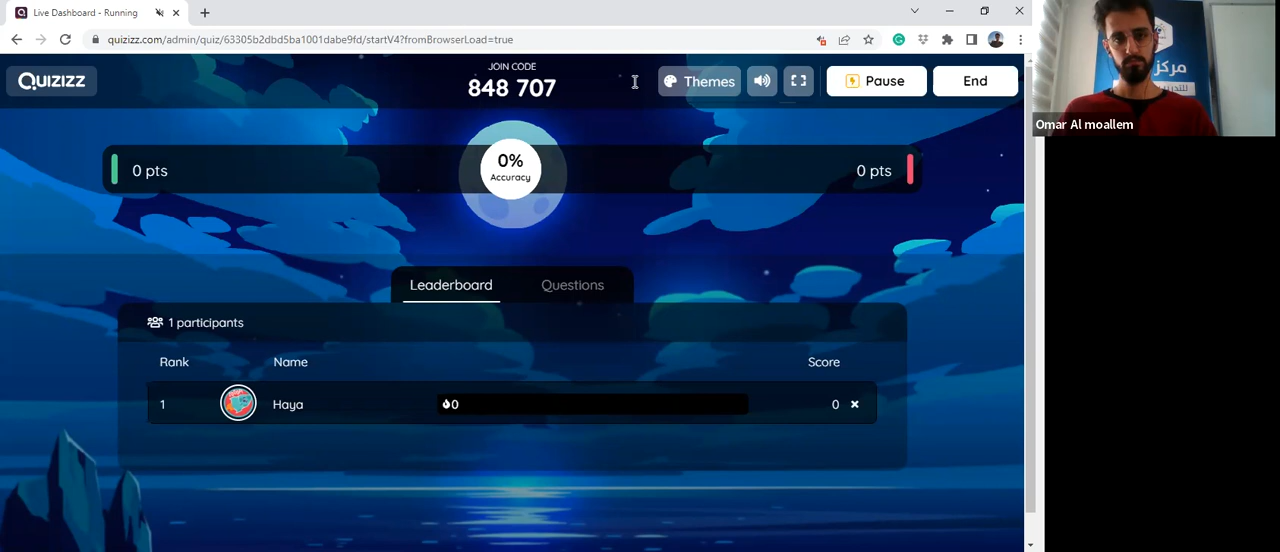 Live Dashboard - Running
quizizz.com/admin/quiz/63305b2dbd5ba1001dabe9fd/startV4?fromBrowserLoad=true
QUIZIZZ
JOIN CODE
848 707
Themes
Pause
End
0 pts
0%
Accuracy
0 pts
Leaderboard
Questions
1 participants
Rank
Name
Score
1
Haya
0
0
مركز
Omar Al moallem